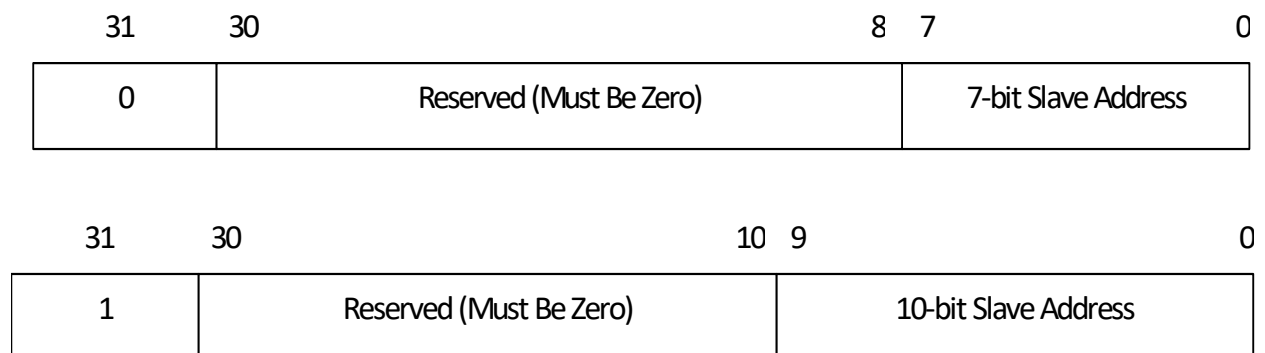 31 30 8 7 0
0 Reserved (Must Be Zero) 7-bit Slave Address
31 30 10 9 0
1 Reserved (Must Be Zero) 10-bit Slave Address